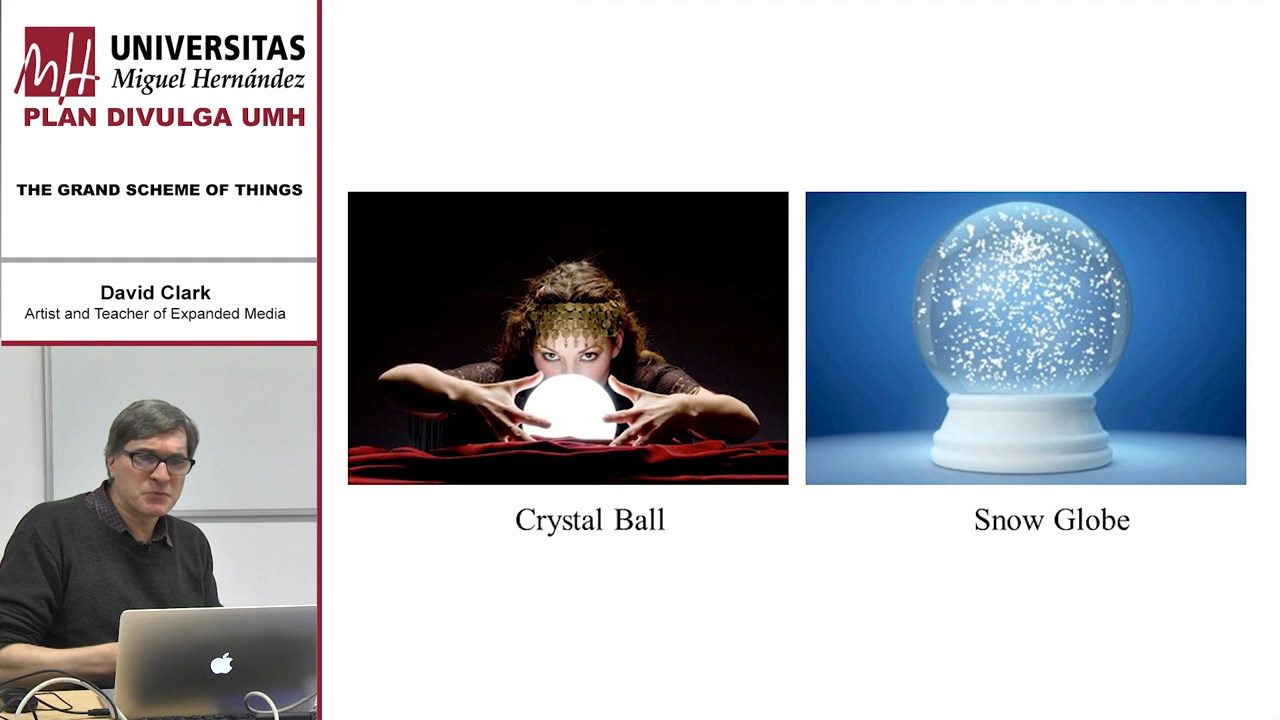 UNIVERSITAS
Miguel Hernández
PLAN DIVULGA UMH
THE GRAND SCHEME OF THINGS
David Clark
Artist and Teacher of Expanded Media
Crystal Ball
Snow Globe